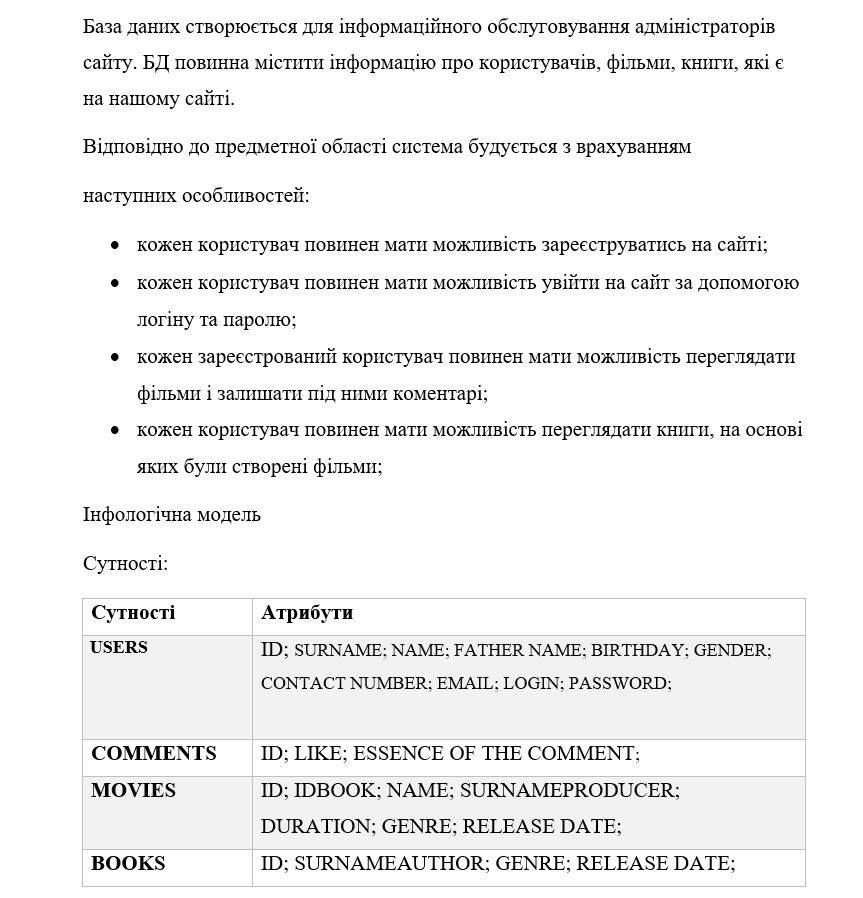 База даних створюється для інформаційного обслуговування адміністраторів
сайту. БД повинна містити інформацію про користувачів, фільми, книги, які є
на нашому сайті.
Відповідно до предметної області система будується з врахуванням
наступних особливостей:
• кожен користувач повинен мати можливість зареєструватись на сайті;
• кожен користувач повинен мати можливість увійти на сайт за допомогою
логіну та паролю;
• кожен зареєстрований користувач повинен мати можливість переглядати
фільми і залишати під ними коментарі;
• кожен користувач повинен мати можливість переглядати книги, на основі
яких були створені фільми;
Інфологічна модель
Сутності:
Сутності Атрибути
USERS ID; SURNAME; NAME; FATHER NAME; BIRTHDAY; GENDER;
CONTACT NUMBER; EMAIL; LOGIN; PASSWORD;
COMMENTS ID; LIKE; ESSENCE OF THE COMMENT;
MOVIES ID; IDBOOK; NAME; SURNAMEPRODUCER;
DURATION; GENRE; RELEASE DATE;
BOOKS ID; SURNAMEAUTHOR; GENRE; RELEASE DATE;